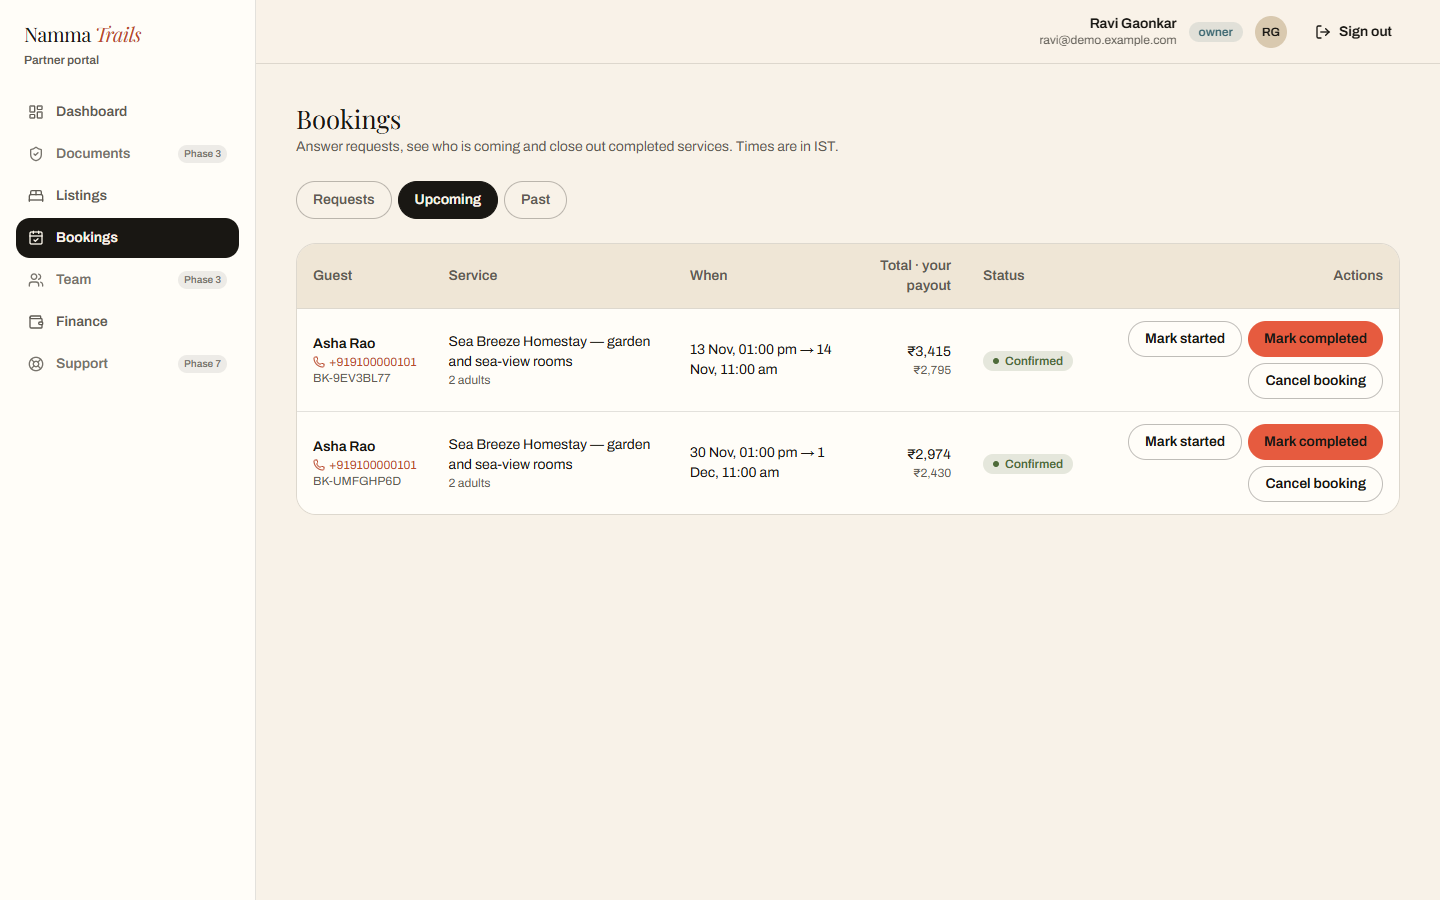 Namma Trails
Partner portal
Dashboard
Documents Phase 3
Listings
Bookings
Team Phase 3
Finance
Support Phase 7
Ravi Gaonkar
ravi@demo.example.com
owner
RG
Sign out
Bookings
Answer requests, see who is coming and close out completed services. Times are in IST.
Requests Upcoming Past
Guest Service When Total · your payout Status Actions
Asha Rao
+919100000101
BK-9EV3BL77
Sea Breeze Homestay — garden
and sea-view rooms
2 adults
13 Nov, 01:00 pm → 14
Nov, 11:00 am
₹3,415
₹2,795
Confirmed
Mark started Mark completed
Cancel booking
Asha Rao
+919100000101
BK-UMFGHP6D
Sea Breeze Homestay — garden
and sea-view rooms
2 adults
30 Nov, 01:00 pm → 1
Dec, 11:00 am
₹2,974
₹2,430
Confirmed
Mark started Mark completed
Cancel booking